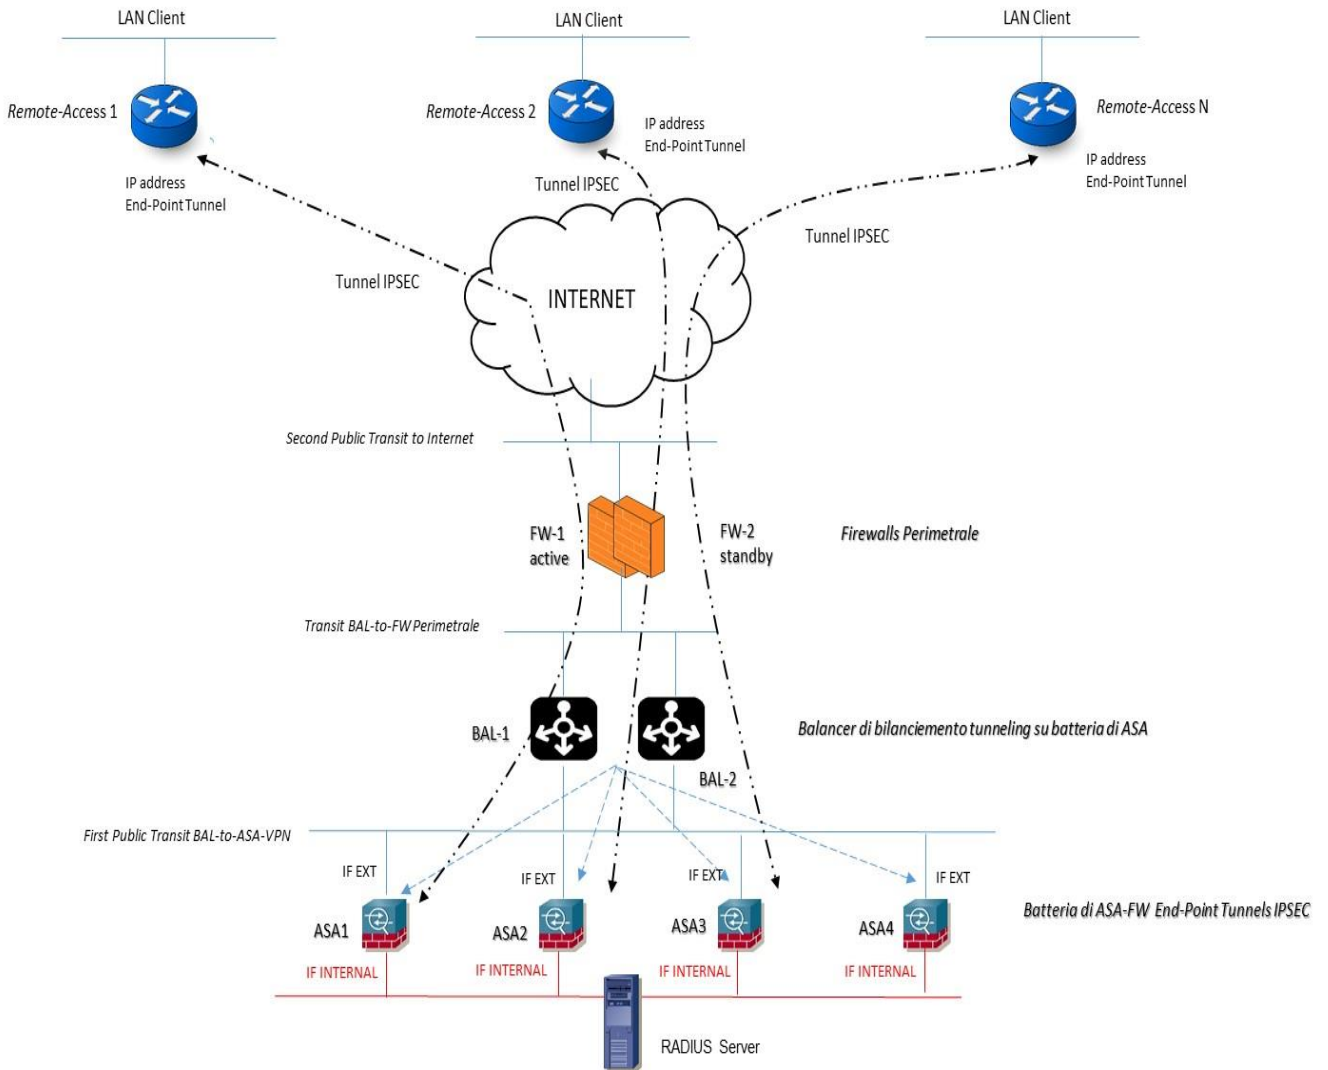 LAN Client
LAN Client
LAN Client
Remote-Access 1
Remote-Access 2
Remote-Access N
IP address
End-Point Tunnel
IP address
End-Point Tunnel
IP address
End-Point Tunnel
Tunnel IPSEC
Tunnel IPSEC
Tunnel IPSEC
INTERNET
Second Public Transit to Internet
FW-1
active
FW-2
standby
Firewalls Perimetrale
Transit BAL-to-FW Perimetrale
BAL-1
BAL-2
Balancer di bilanciemento tunneling su batteria di ASA
First Public Transit BAL-to-ASA-VPN
IF EXT
IF EXT
IF EXT
IF EXT
ASA1
ASA2
ASA3
ASA4
Batteria di ASA-FW End-Point Tunnels IPSEC
IF INTERNAL
IF INTERNAL
IF INTERNAL
IF INTERNAL
RADIUS Server